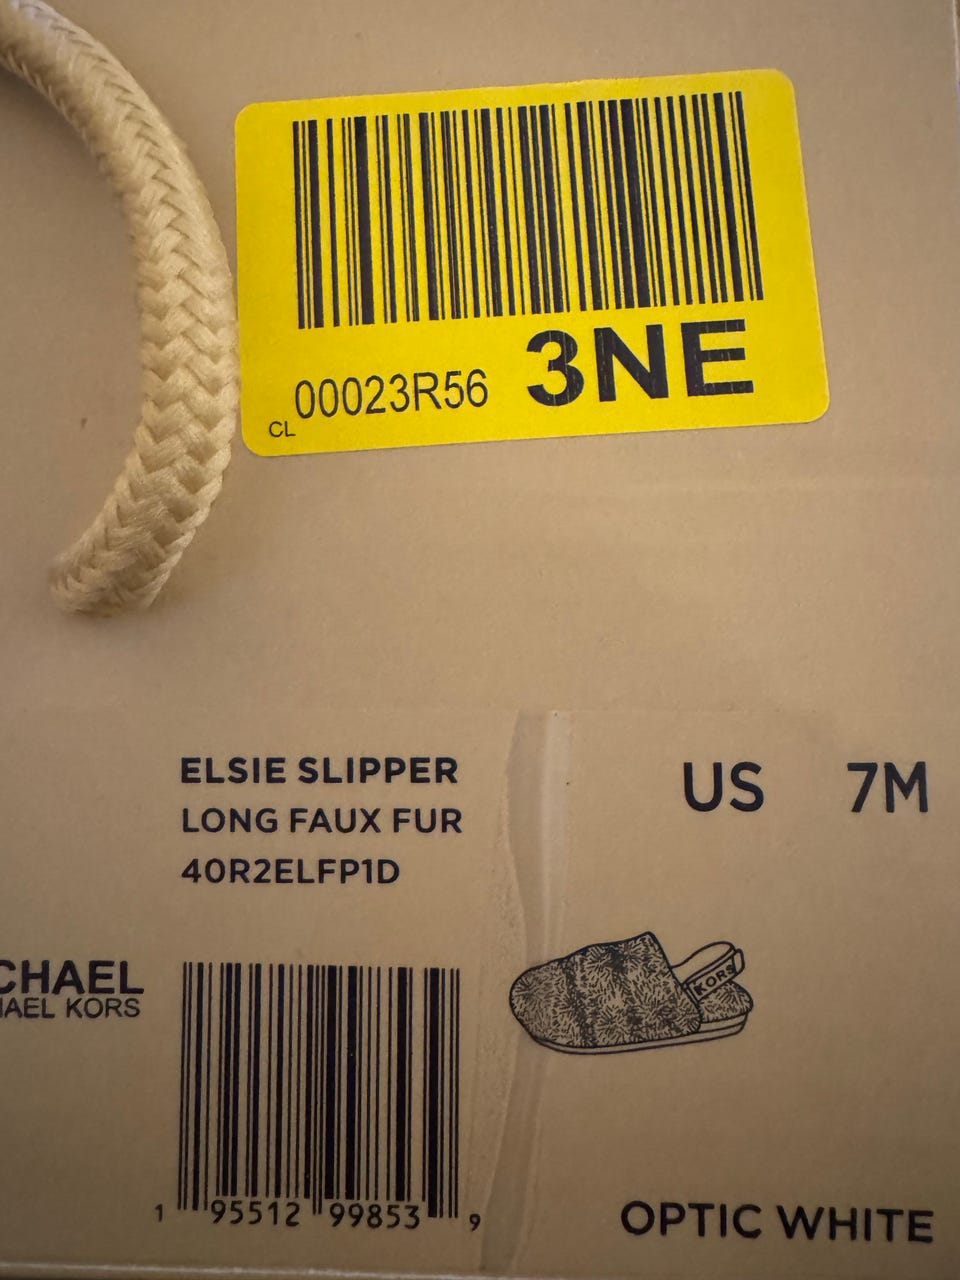 00023R56 3NE
CL
ELSIE SLIPPER
LONG FAUX FUR
40R2ELFP1D
US 7M
CHAEL
HAEL KORS
KORS
1 95512 99853 9
OPTIC WHITE